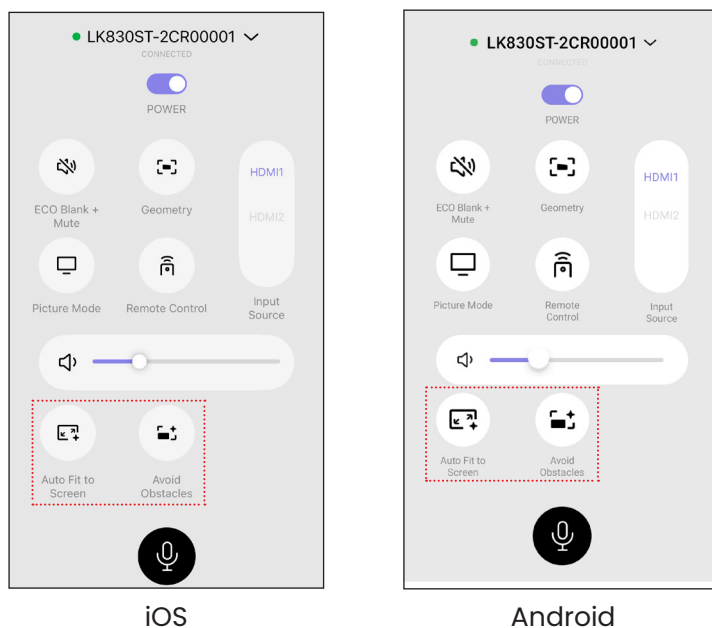 LK830ST-2CR00001
CONNECTED
POWER
ECO Blank +
Mute
Geometry
HDMI1
HDMI2
Picture Mode
Remote Control
Input
Source
Auto Fit to
Screen
Avoid
Obstacles
iOS
LK830ST-2CR00001
CONNECTED
POWER
ECO Blank +
Mute
Geometry
HDMI1
HDMI2
Picture Mode
Remote
Control
Input
Source
Auto Fit to
Screen
Avoid
Obstacles
Android